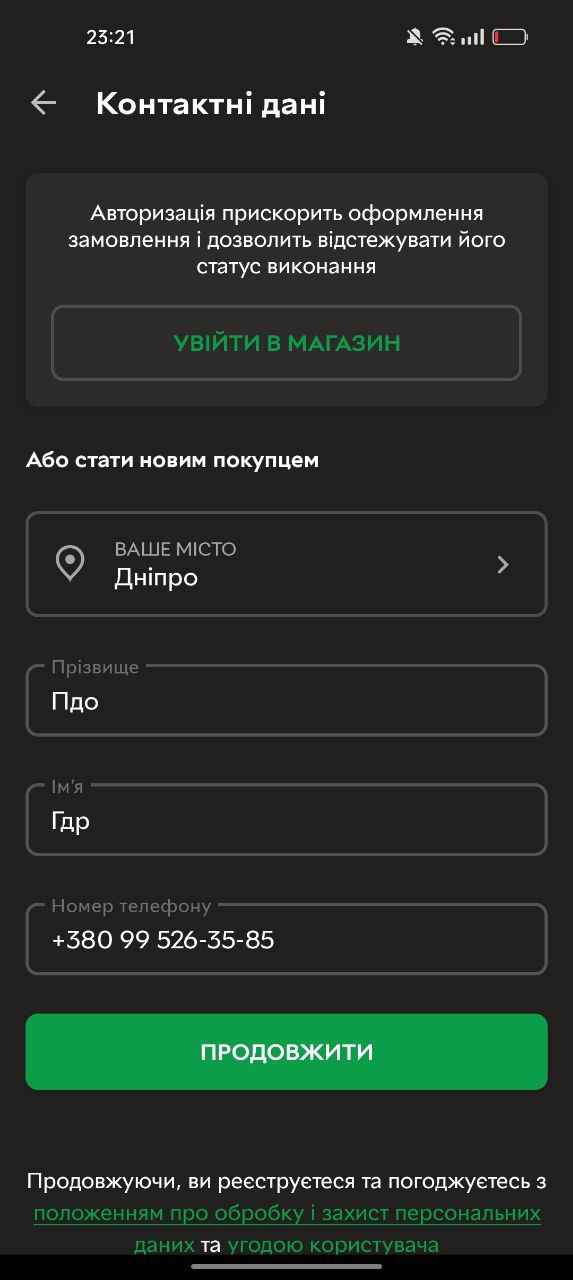 23:21
Контактні дані
Авторизація прискорить оформлення
замовлення і дозволить відстежувати його
статус виконання
УВІЙТИ В МАГАЗИН
Або стати новим покупцем
ВАШЕ МІСТО
Дніпро
Прізвище
Пдо
Ім’я
Гдр
Номер телефону
+380 99 526-35-85
ПРОДОВЖИТИ
Продовжуючи, ви реєструєтеся та погоджуєтесь з
положенням про обробку і захист персональних
даних та угодою користувача